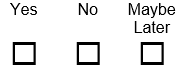 Yes No Maybe
Later